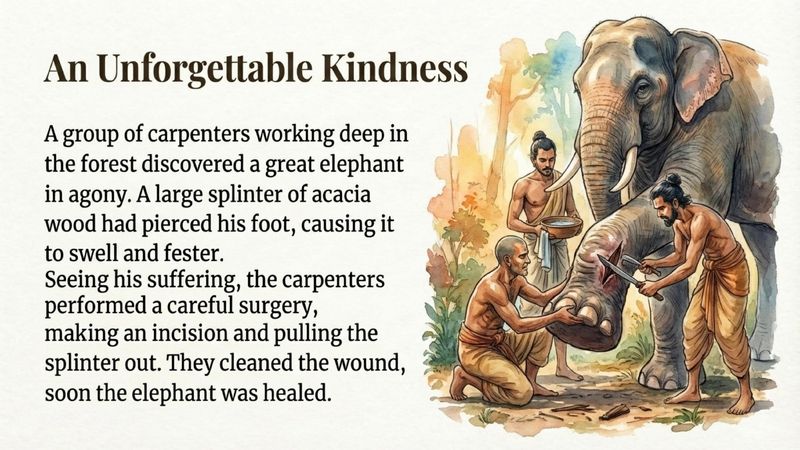 An Unforgettable Kindness
A group of carpenters working deep in
the forest discovered a great elephant
in agony. A large splinter of acacia
wood had pierced his foot, causing it
to swell and fester.
Seeing his suffering, the carpenters
performed a careful surgery,
making an incision and pulling the
splinter out. They cleaned the wound,
soon the elephant was healed.